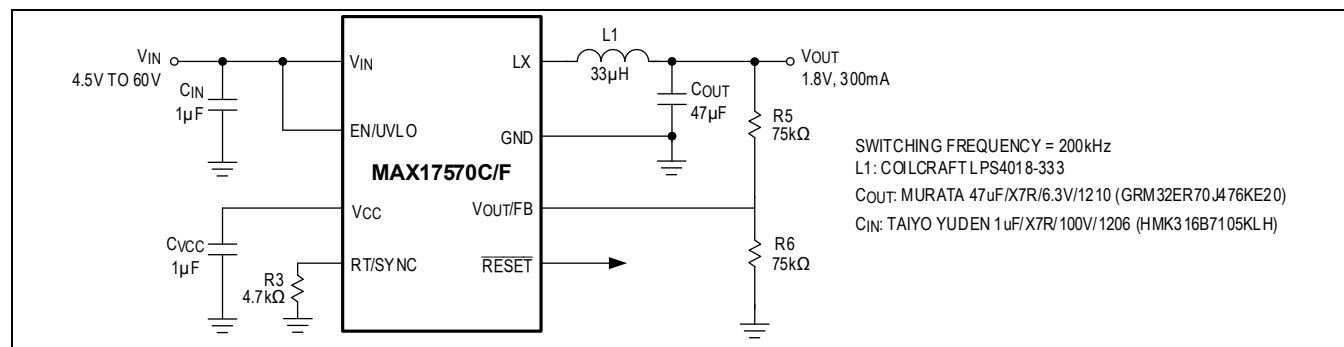 VIN
4.5V TO 60V
CIN
1µF
VIN
EN/UVLO
MAX17570C/F
VCC
CVCC
1µF
RT/SYNC
R3
4.7kΩ
LX
GND
VOUT/FB
RESET
L1
33µH
COUT
47µF
VOUT
1.8V, 300mA
R5
75kΩ
R6
75kΩ
SWITCHING FREQUENCY = 200kHz
L1: COILCRAFT LPS4018-333
COUT: MURATA 47uF/X7R/6.3V/1210 (GRM32ER70J476KE20)
CIN: TAIYO YUDEN 1uF/X7R/100V/1206 (HMK316B7105KLH)